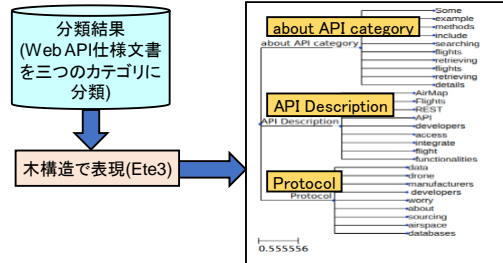 分類結果
(Web API仕様文書
を三つのカテゴリに
分類)
木構造で表現(Ete3)
about API category
about API category
Some
example
methods
include
searching
flights
retrieving
flights
retrieving
details
API Description
API Description
AirMap
Flights
REST
API
developers
access
integrate
flight
functionalities
Protocol
Protocol
data
drone
manufacturers
developers
worry
about
sourcing
airspace
databases
0.555556